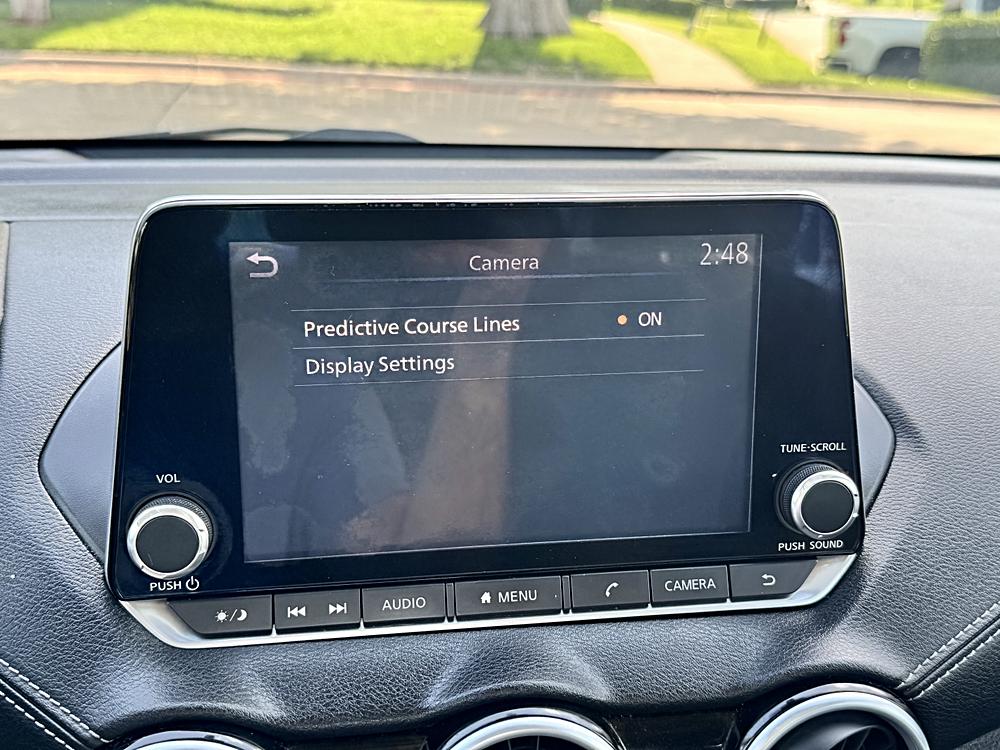 Camera
2:48
Predictive Course Lines ON
Display Settings
VOL
TUNE·SCROLL
PUSH
PUSH SOUND
AUDIO
MENU
CAMERA